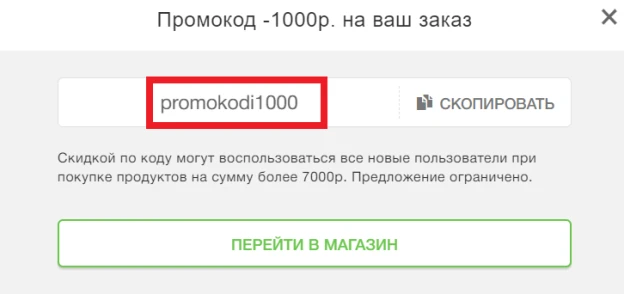 Промокод -1000р. на ваш заказ
promokodi1000
СКОПИРОВАТЬ
Скидкой по коду могут воспользоваться все новые пользователи при
покупке продуктов на сумму более 7000р. Предложение ограничено.
ПЕРЕЙТИ В МАГАЗИН